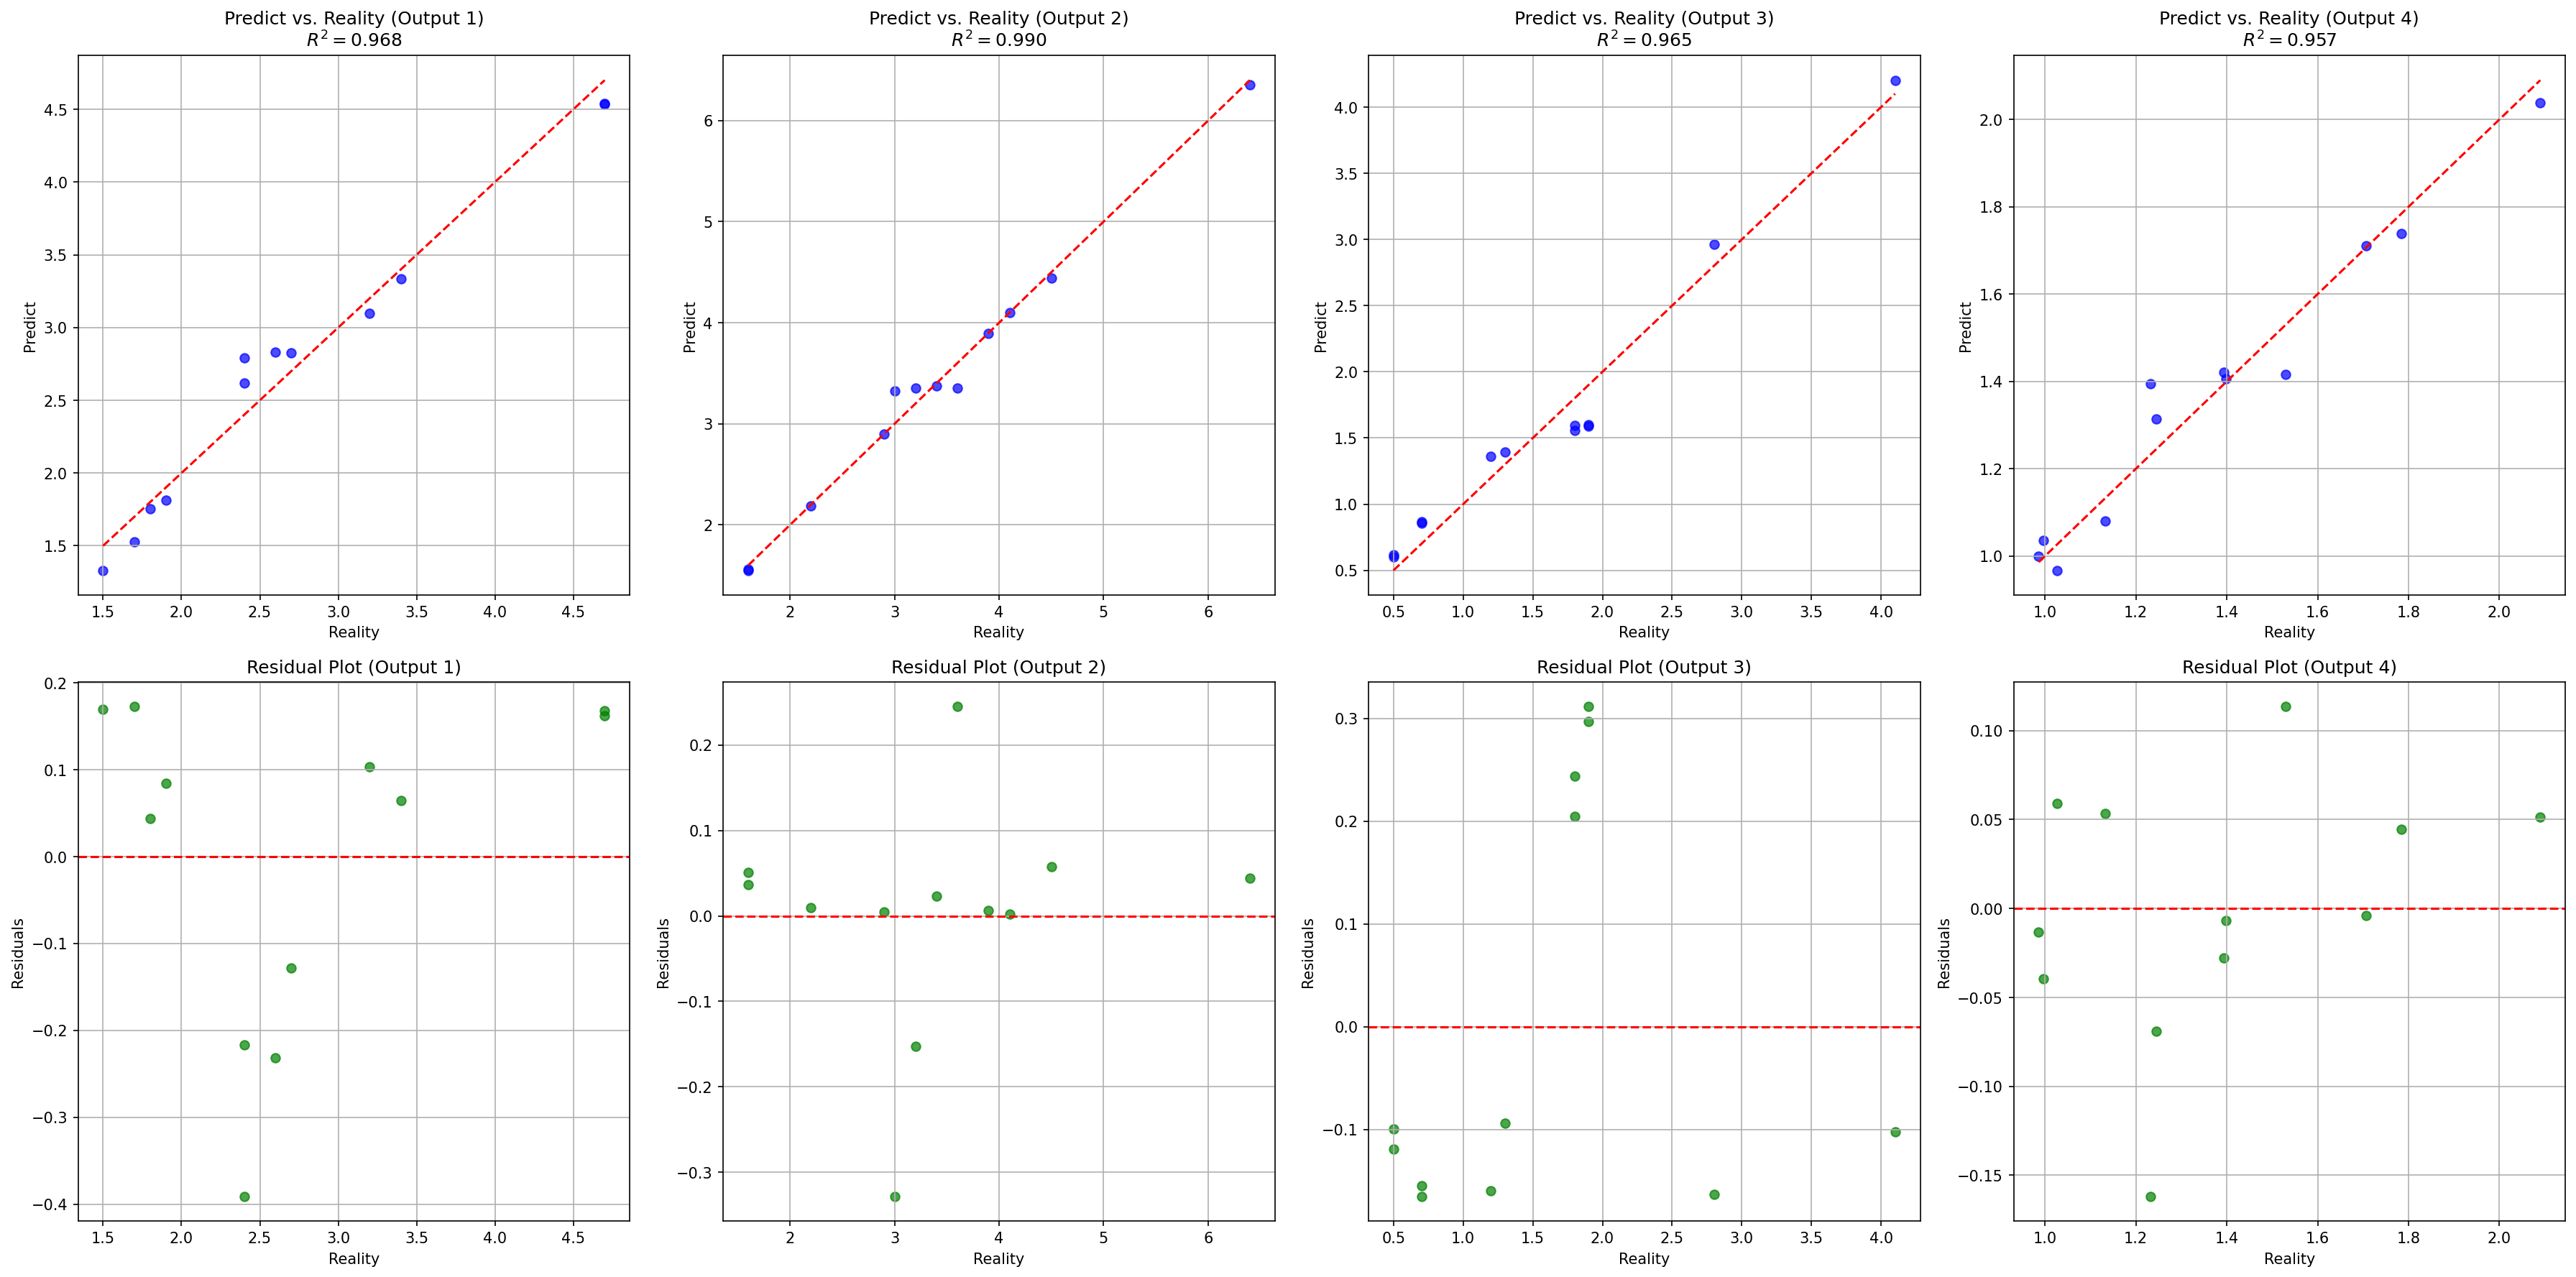 Predict vs. Reality (Output 1)
R² = 0.968
4.5
4.0
3.5
3.0
2.5
2.0
1.5
Predict
1.5 2.0 2.5 3.0 3.5 4.0 4.5
Reality
Predict vs. Reality (Output 2)
R² = 0.990
6
5
4
3
2
Predict
2 3 4 5 6
Reality
Predict vs. Reality (Output 3)
R² = 0.965
4.0
3.5
3.0
2.5
2.0
1.5
1.0
0.5
Predict
0.5 1.0 1.5 2.0 2.5 3.0 3.5 4.0
Reality
Predict vs. Reality (Output 4)
R² = 0.957
2.0
1.8
1.6
1.4
1.2
1.0
Predict
1.0 1.2 1.4 1.6 1.8 2.0
Reality
Residual Plot (Output 1)
0.2
0.1
0.0
−0.1
−0.2
−0.3
−0.4
Residuals
1.5 2.0 2.5 3.0 3.5 4.0 4.5
Reality
Residual Plot (Output 2)
0.2
0.1
0.0
−0.1
−0.2
−0.3
Residuals
2 3 4 5 6
Reality
Residual Plot (Output 3)
0.3
0.2
0.1
0.0
−0.1
Residuals
0.5 1.0 1.5 2.0 2.5 3.0 3.5 4.0
Reality
Residual Plot (Output 4)
0.10
0.05
0.00
−0.05
−0.10
−0.15
Residuals
1.0 1.2 1.4 1.6 1.8 2.0
Reality